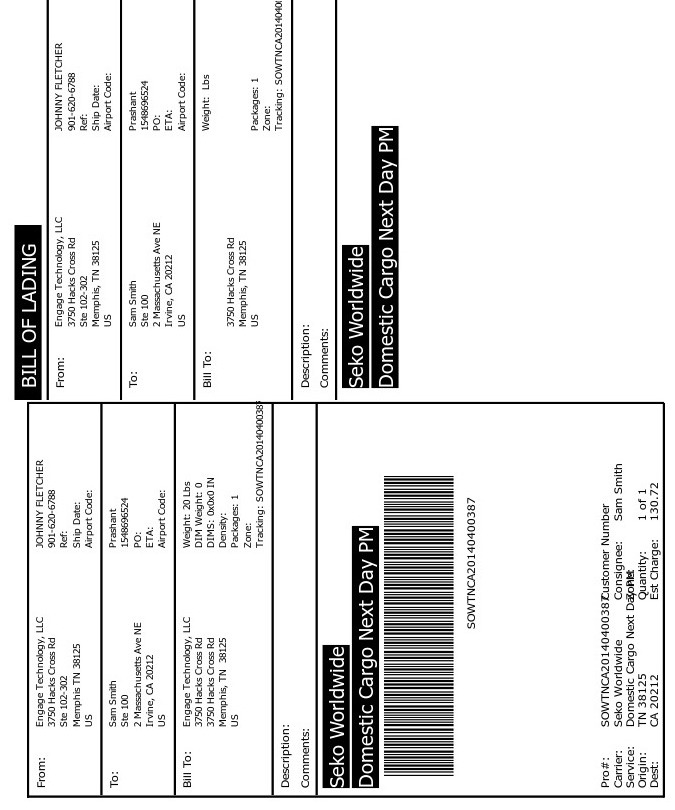 BILL OF LADING
From:
Engage Technology, LLC
3750 Hacks Cross Rd
Ste 102-302
Memphis, TN 38125
US
JOHNNY FLETCHER
901-620-6788
Ref:
Ship Date:
Airport Code:
To:
Sam Smith
Ste 100
2 Massachusetts Ave NE
Irvine, CA 20212
US
Prashant
1548696524
PO:
ETA:
Airport Code:
Bill To:
3750 Hacks Cross Rd
Memphis, TN 38125
US
Weight: Lbs
Packages: 1
Zone:
Tracking: SOWTNCA2014040
Description:
Comments:
Seko Worldwide
Domestic Cargo Next Day PM
From:
Engage Technology, LLC
3750 Hacks Cross Rd
Ste 102-302
Memphis TN 38125
US
JOHNNY FLETCHER
901-620-6788
Ref:
Ship Date:
Airport Code:
To:
Sam Smith
Ste 100
2 Massachusetts Ave NE
Irvine, CA 20212
US
Prashant
1548696524
PO:
ETA:
Airport Code:
Bill To:
Engage Technology, LLC
3750 Hacks Cross Rd
3750 Hacks Cross Rd
Memphis, TN 38125
US
Weight: 20 Lbs
DIM Weight: 0
DIMS: 0x0x0 IN
Density:
Packages: 1
Zone:
Tracking: SOWTNCA20140400387
Description:
Comments:
Seko Worldwide
Domestic Cargo Next Day PM
SOWTNCA20140400387
Pro#: SOWTNCA20140400387 Customer Number
Carrier: Seko Worldwide Consignee: Sam Smith
Service: Domestic Cargo Next Day
Origin: TN 38125 Quantity: 1 of 1
Dest: CA 20212 Est Charge: 130.72